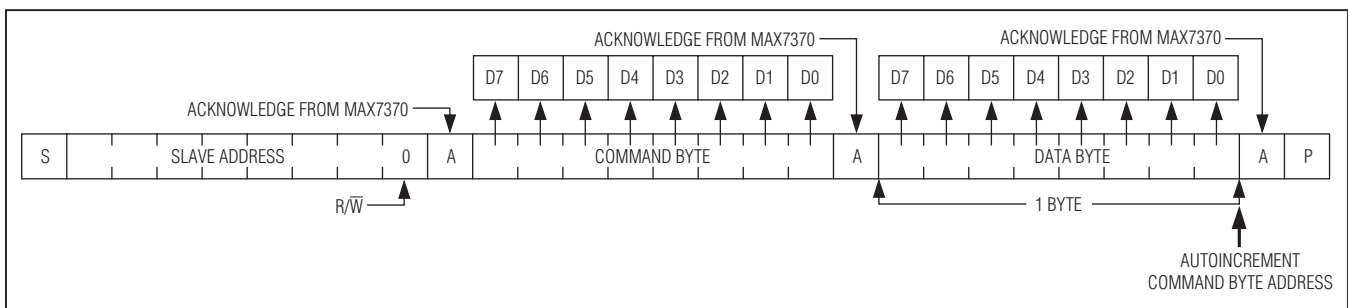 ACKNOWLEDGE FROM MAX7370 ACKNOWLEDGE FROM MAX7370
D7 D6 D5 D4 D3 D2 D1 D0 D7 D6 D5 D4 D3 D2 D1 D0
ACKNOWLEDGE FROM MAX7370
S SLAVE ADDRESS 0 A COMMAND BYTE A DATA BYTE A P
R/W̅ 1 BYTE
AUTOINCREMENT
COMMAND BYTE ADDRESS